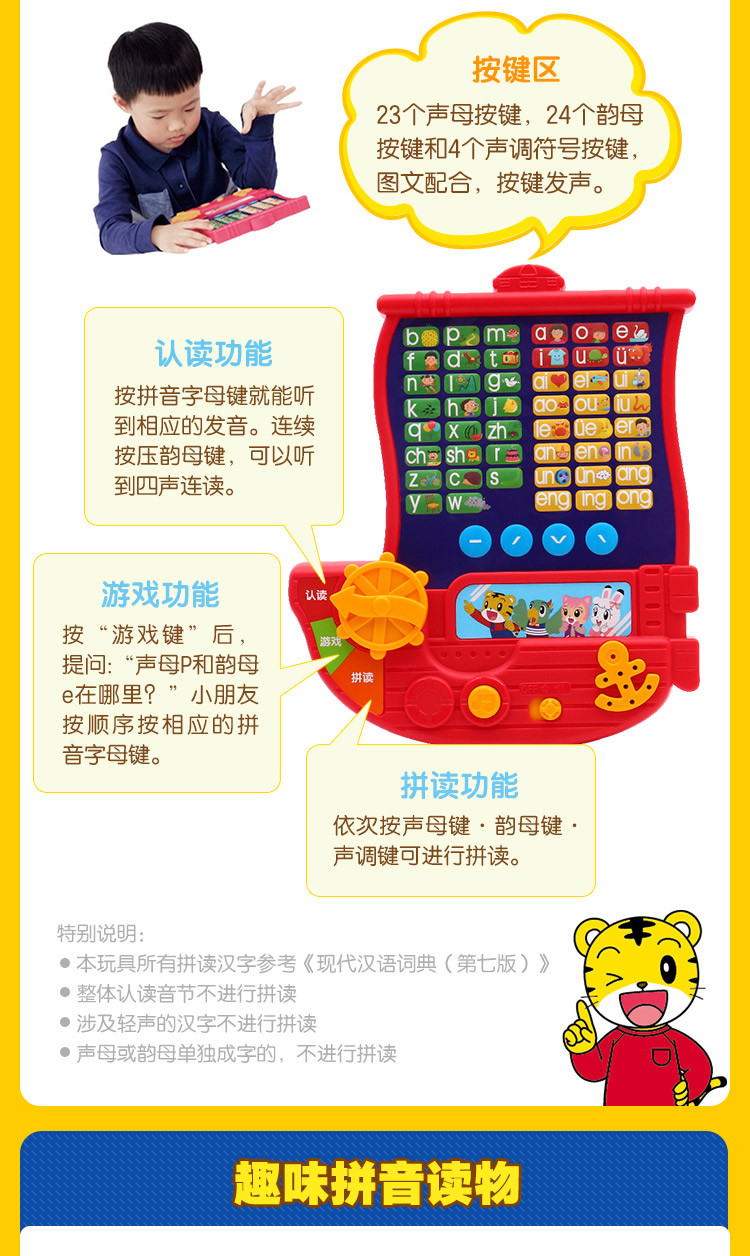 按键区
23个声母按键，24个韵母
按键和4个声调符号按键，
图文配合，按键发声。
认读功能
按拼音字母键就能听
到相应的发音。连续
按压韵母键，可以听
到四声连读。
b p m a o e
f d t i u ü
n l g ai ei ui
k h j ao ou iu
q x zh ie üe er
ch sh r an en in
z c s un ün ang
y w eng ing ong
认读
游戏
拼读
游戏功能
按“游戏键”后，
提问：“声母P和韵母
e在哪里？”小朋友
按顺序按相应的拼
音字母键。
拼读功能
依次按声母键·韵母键·
声调键可进行拼读。
特别说明：
●本玩具所有拼读汉字参考《现代汉语词典（第七版）》
●整体认读音节不进行拼读
●涉及轻声的汉字不进行拼读
●声母或韵母单独成字的，不进行拼读
趣味拼音读物